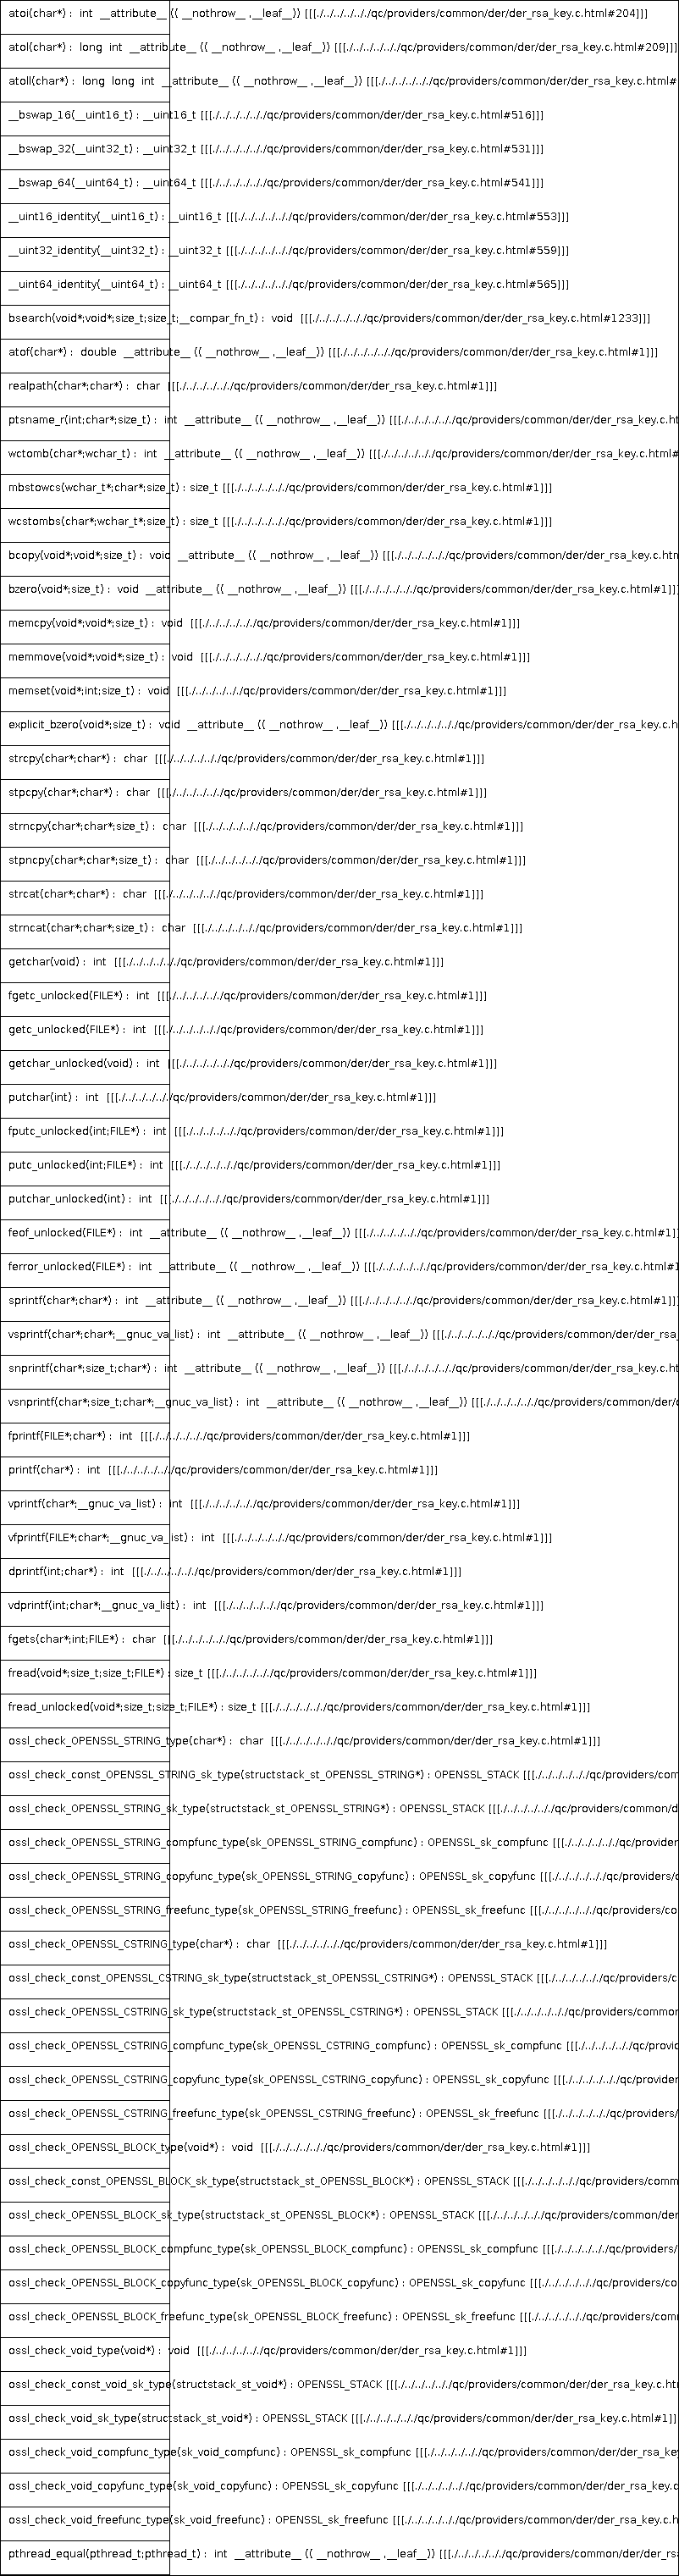 atoi(char*) : int __attribute__ (( __nothrow__ ,__leaf__)) [[[./../../../../qc/providers/common/der/der_rsa_key.c.html#204]]]
atol(char*) : long int __attribute__ (( __nothrow__ ,__leaf__)) [[[./../../../../qc/providers/common/der/der_rsa_key.c.html#209]]]
atoll(char*) : long long int __attribute__ (( __nothrow__ ,__leaf__)) [[[./../../../../qc/providers/common/der/der_rsa_key.c.html#
__bswap_16(__uint16_t) : __uint16_t [[[./../../../../qc/providers/common/der/der_rsa_key.c.html#516]]]
__bswap_32(__uint32_t) : __uint32_t [[[./../../../../qc/providers/common/der/der_rsa_key.c.html#531]]]
__bswap_64(__uint64_t) : __uint64_t [[[./../../../../qc/providers/common/der/der_rsa_key.c.html#541]]]
__uint16_identity(__uint16_t) : __uint16_t [[[./../../../../qc/providers/common/der/der_rsa_key.c.html#553]]]
__uint32_identity(__uint32_t) : __uint32_t [[[./../../../../qc/providers/common/der/der_rsa_key.c.html#559]]]
__uint64_identity(__uint64_t) : __uint64_t [[[./../../../../qc/providers/common/der/der_rsa_key.c.html#565]]]
bsearch(void*;void*;size_t;size_t;__compar_fn_t) : void [[[./../../../../qc/providers/common/der/der_rsa_key.c.html#1233]]]
atof(char*) : double __attribute__ (( __nothrow__ ,__leaf__)) [[[./../../../../qc/providers/common/der/der_rsa_key.c.html#1]]]
realpath(char*;char*) : char [[[./../../../../qc/providers/common/der/der_rsa_key.c.html#1]]]
ptsname_r(int;char*;size_t) : int __attribute__ (( __nothrow__ ,__leaf__)) [[[./../../../../qc/providers/common/der/der_rsa_key.c.ht
wctomb(char*;wchar_t) : int __attribute__ (( __nothrow__ ,__leaf__)) [[[./../../../../qc/providers/common/der/der_rsa_key.c.html#
mbstowcs(wchar_t*;char*;size_t) : size_t [[[./../../../../qc/providers/common/der/der_rsa_key.c.html#1]]]
wcstombs(char*;wchar_t*;size_t) : size_t [[[./../../../../qc/providers/common/der/der_rsa_key.c.html#1]]]
bcopy(void*;void*;size_t) : void __attribute__ (( __nothrow__ ,__leaf__)) [[[./../../../../qc/providers/common/der/der_rsa_key.c.htm
bzero(void*;size_t) : void __attribute__ (( __nothrow__ ,__leaf__)) [[[./../../../../qc/providers/common/der/der_rsa_key.c.html#1]]]
memcpy(void*;void*;size_t) : void [[[./../../../../qc/providers/common/der/der_rsa_key.c.html#1]]]
memmove(void*;void*;size_t) : void [[[./../../../../qc/providers/common/der/der_rsa_key.c.html#1]]]
memset(void*;int;size_t) : void [[[./../../../../qc/providers/common/der/der_rsa_key.c.html#1]]]
explicit_bzero(void*;size_t) : void __attribute__ (( __nothrow__ ,__leaf__)) [[[./../../../../qc/providers/common/der/der_rsa_key.c.h
strcpy(char*;char*) : char [[[./../../../../qc/providers/common/der/der_rsa_key.c.html#1]]]
stpcpy(char*;char*) : char [[[./../../../../qc/providers/common/der/der_rsa_key.c.html#1]]]
strncpy(char*;char*;size_t) : char [[[./../../../../qc/providers/common/der/der_rsa_key.c.html#1]]]
stpncpy(char*;char*;size_t) : char [[[./../../../../qc/providers/common/der/der_rsa_key.c.html#1]]]
strcat(char*;char*) : char [[[./../../../../qc/providers/common/der/der_rsa_key.c.html#1]]]
strncat(char*;char*;size_t) : char [[[./../../../../qc/providers/common/der/der_rsa_key.c.html#1]]]
getchar(void) : int [[[./../../../../qc/providers/common/der/der_rsa_key.c.html#1]]]
fgetc_unlocked(FILE*) : int [[[./../../../../qc/providers/common/der/der_rsa_key.c.html#1]]]
getc_unlocked(FILE*) : int [[[./../../../../qc/providers/common/der/der_rsa_key.c.html#1]]]
getchar_unlocked(void) : int [[[./../../../../qc/providers/common/der/der_rsa_key.c.html#1]]]
putchar(int) : int [[[./../../../../qc/providers/common/der/der_rsa_key.c.html#1]]]
fputc_unlocked(int;FILE*) : int [[[./../../../../qc/providers/common/der/der_rsa_key.c.html#1]]]
putc_unlocked(int;FILE*) : int [[[./../../../../qc/providers/common/der/der_rsa_key.c.html#1]]]
putchar_unlocked(int) : int [[[./../../../../qc/providers/common/der/der_rsa_key.c.html#1]]]
feof_unlocked(FILE*) : int __attribute__ (( __nothrow__ ,__leaf__)) [[[./../../../../qc/providers/common/der/der_rsa_key.c.html#1]]
ferror_unlocked(FILE*) : int __attribute__ (( __nothrow__ ,__leaf__)) [[[./../../../../qc/providers/common/der/der_rsa_key.c.html#1
sprintf(char*;char*) : int __attribute__ (( __nothrow__ ,__leaf__)) [[[./../../../../qc/providers/common/der/der_rsa_key.c.html#1]]]
vsprintf(char*;char*;__gnuc_va_list) : int __attribute__ (( __nothrow__ ,__leaf__)) [[[./../../../../qc/providers/common/der/der_rsa_
snprintf(char*;size_t;char*) : int __attribute__ (( __nothrow__ ,__leaf__)) [[[./../../../../qc/providers/common/der/der_rsa_key.c.ht
vsnprintf(char*;size_t;char*;__gnuc_va_list) : int __attribute__ (( __nothrow__ ,__leaf__)) [[[./../../../../qc/providers/common/der/d
fprintf(FILE*;char*) : int [[[./../../../../qc/providers/common/der/der_rsa_key.c.html#1]]]
printf(char*) : int [[[./../../../../qc/providers/common/der/der_rsa_key.c.html#1]]]
vprintf(char*;__gnuc_va_list) : int [[[./../../../../qc/providers/common/der/der_rsa_key.c.html#1]]]
vfprintf(FILE*;char*;__gnuc_va_list) : int [[[./../../../../qc/providers/common/der/der_rsa_key.c.html#1]]]
dprintf(int;char*) : int [[[./../../../../qc/providers/common/der/der_rsa_key.c.html#1]]]
vdprintf(int;char*;__gnuc_va_list) : int [[[./../../../../qc/providers/common/der/der_rsa_key.c.html#1]]]
fgets(char*;int;FILE*) : char [[[./../../../../qc/providers/common/der/der_rsa_key.c.html#1]]]
fread(void*;size_t;size_t;FILE*) : size_t [[[./../../../../qc/providers/common/der/der_rsa_key.c.html#1]]]
fread_unlocked(void*;size_t;size_t;FILE*) : size_t [[[./../../../../qc/providers/common/der/der_rsa_key.c.html#1]]]
ossl_check_OPENSSL_STRING_type(char*) : char [[[./../../../../qc/providers/common/der/der_rsa_key.c.html#1]]]
ossl_check_const_OPENSSL_STRING_sk_type(structstack_st_OPENSSL_STRING*) : OPENSSL_STACK [[[./../../../../qc/providers/com
ossl_check_OPENSSL_STRING_sk_type(structstack_st_OPENSSL_STRING*) : OPENSSL_STACK [[[./../../../../qc/providers/common/d
ossl_check_OPENSSL_STRING_compfunc_type(sk_OPENSSL_STRING_compfunc) : OPENSSL_sk_compfunc [[[./../../../../qc/provider
ossl_check_OPENSSL_STRING_copyfunc_type(sk_OPENSSL_STRING_copyfunc) : OPENSSL_sk_copyfunc [[[./../../../../qc/providers/c
ossl_check_OPENSSL_STRING_freefunc_type(sk_OPENSSL_STRING_freefunc) : OPENSSL_sk_freefunc [[[./../../../../qc/providers/co
ossl_check_OPENSSL_CSTRING_type(char*) : char [[[./../../../../qc/providers/common/der/der_rsa_key.c.html#1]]]
ossl_check_const_OPENSSL_CSTRING_sk_type(structstack_st_OPENSSL_CSTRING*) : OPENSSL_STACK [[[./../../../../qc/providers/c
ossl_check_OPENSSL_CSTRING_sk_type(structstack_st_OPENSSL_CSTRING*) : OPENSSL_STACK [[[./../../../../qc/providers/common
ossl_check_OPENSSL_CSTRING_compfunc_type(sk_OPENSSL_CSTRING_compfunc) : OPENSSL_sk_compfunc [[[./../../../../qc/provid
ossl_check_OPENSSL_CSTRING_copyfunc_type(sk_OPENSSL_CSTRING_copyfunc) : OPENSSL_sk_copyfunc [[[./../../../../qc/provider
ossl_check_OPENSSL_CSTRING_freefunc_type(sk_OPENSSL_CSTRING_freefunc) : OPENSSL_sk_freefunc [[[./../../../../qc/providers/
ossl_check_OPENSSL_BLOCK_type(void*) : void [[[./../../../../qc/providers/common/der/der_rsa_key.c.html#1]]]
ossl_check_const_OPENSSL_BLOCK_sk_type(structstack_st_OPENSSL_BLOCK*) : OPENSSL_STACK [[[./../../../../qc/providers/comm
ossl_check_OPENSSL_BLOCK_sk_type(structstack_st_OPENSSL_BLOCK*) : OPENSSL_STACK [[[./../../../../qc/providers/common/der
ossl_check_OPENSSL_BLOCK_compfunc_type(sk_OPENSSL_BLOCK_compfunc) : OPENSSL_sk_compfunc [[[./../../../../qc/providers/
ossl_check_OPENSSL_BLOCK_copyfunc_type(sk_OPENSSL_BLOCK_copyfunc) : OPENSSL_sk_copyfunc [[[./../../../../qc/providers/co
ossl_check_OPENSSL_BLOCK_freefunc_type(sk_OPENSSL_BLOCK_freefunc) : OPENSSL_sk_freefunc [[[./../../../../qc/providers/com
ossl_check_void_type(void*) : void [[[./../../../../qc/providers/common/der/der_rsa_key.c.html#1]]]
ossl_check_const_void_sk_type(structstack_st_void*) : OPENSSL_STACK [[[./../../../../qc/providers/common/der/der_rsa_key.c.htm
ossl_check_void_sk_type(structstack_st_void*) : OPENSSL_STACK [[[./../../../../qc/providers/common/der/der_rsa_key.c.html#1]]]
ossl_check_void_compfunc_type(sk_void_compfunc) : OPENSSL_sk_compfunc [[[./../../../../qc/providers/common/der/der_rsa_key
ossl_check_void_copyfunc_type(sk_void_copyfunc) : OPENSSL_sk_copyfunc [[[./../../../../qc/providers/common/der/der_rsa_key.c
ossl_check_void_freefunc_type(sk_void_freefunc) : OPENSSL_sk_freefunc [[[./../../../../qc/providers/common/der/der_rsa_key.c.h
pthread_equal(pthread_t;pthread_t) : int __attribute__ (( __nothrow__ ,__leaf__)) [[[./../../../../qc/providers/common/der/der_rsa